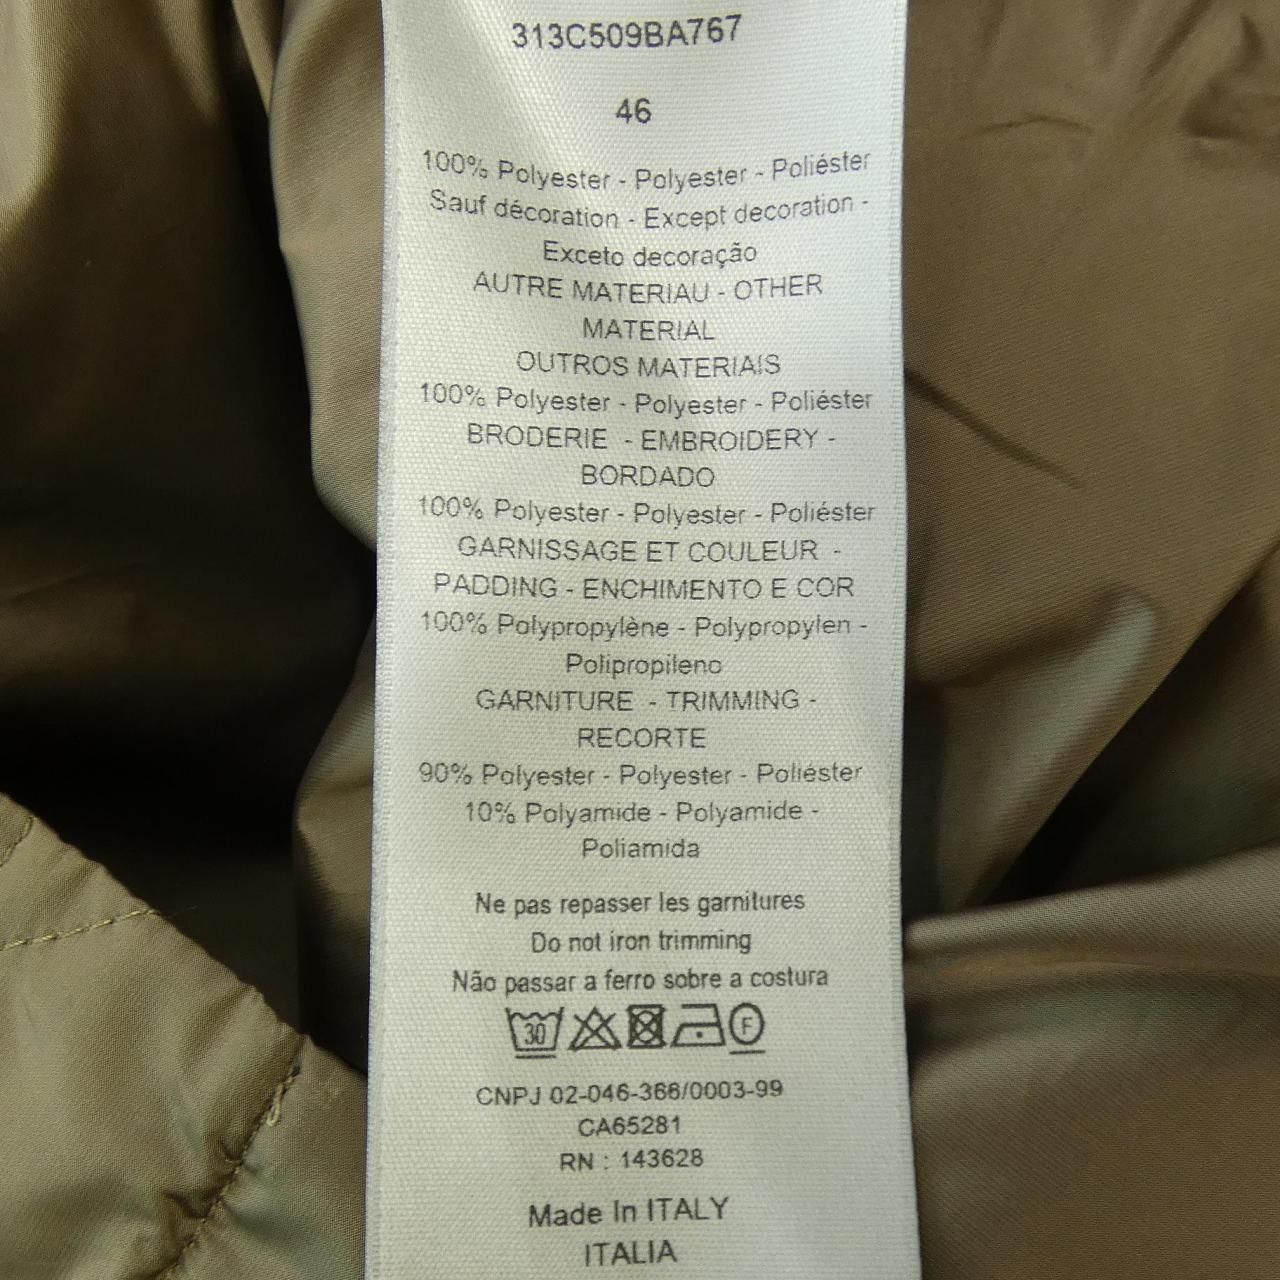 313C509BA767
46
100% Polyester - Polyester - Poliéster
Sauf décoration - Except decoration -
Exceto decoração
AUTRE MATERIAU - OTHER
MATERIAL
OUTROS MATERIAIS
100% Polyester - Polyester - Poliéster
BRODERIE - EMBROIDERY -
BORDADO
100% Polyester - Polyester - Poliéster
GARNISSAGE ET COULEUR -
PADDING - ENCHIMENTO E COR
100% Polypropylène - Polypropylen -
Polipropileno
GARNITURE - TRIMMING -
RECORTE
90% Polyester - Polyester - Poliéster
10% Polyamide - Polyamide -
Poliamida
Ne pas repasser les garnitures
Do not iron trimming
Não passar a ferro sobre a costura
30 F
CNPJ 02-046-366/0003-99
CA65281
RN : 143628
Made In ITALY
ITALIA